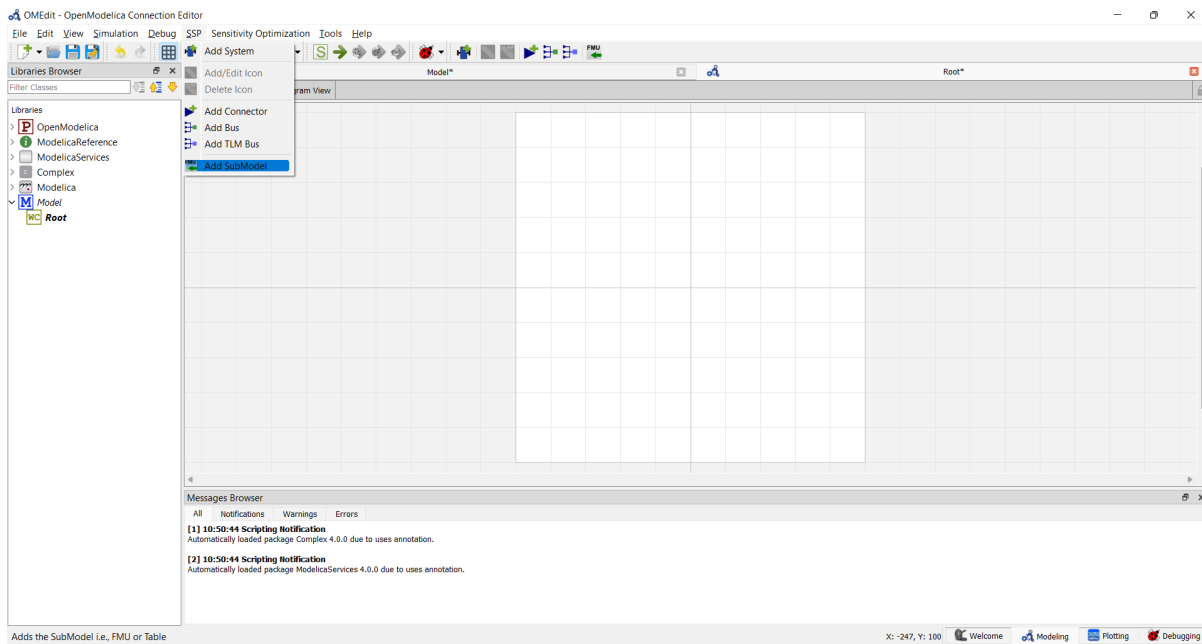 OMEdit - OpenModelica Connection Editor
File Edit View Simulation Debug SSP Sensitivity Optimization Tools Help
S FMU
Libraries Browser
Filter Classes
Libraries
P OpenModelica
i ModelicaReference
ModelicaServices
C Complex
Modelica
M Model
WC Root
Add System
Add/Edit Icon
Delete Icon
Add Connector
Add Bus
Add TLM Bus
FMU Add SubModel
Model* Root*
gram View
Messages Browser
All Notifications Warnings Errors
[1] 10:50:44 Scripting Notification
Automatically loaded package Complex 4.0.0 due to uses annotation.
[2] 10:50:44 Scripting Notification
Automatically loaded package ModelicaServices 4.0.0 due to uses annotation.
Adds the SubModel i.e., FMU or Table
X: -247, Y: 100 Welcome Modeling Plotting Debugging